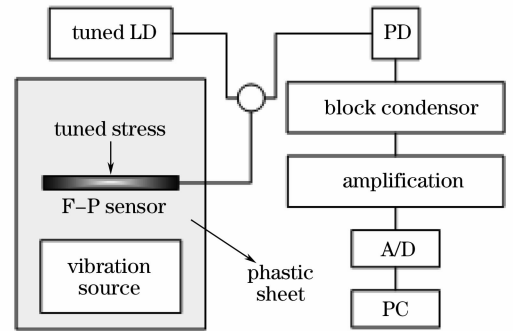 tuned LD
PD
block condensor
tuned stress
amplification
F-P sensor
A/D
vibration
source
phastic
sheet
PC